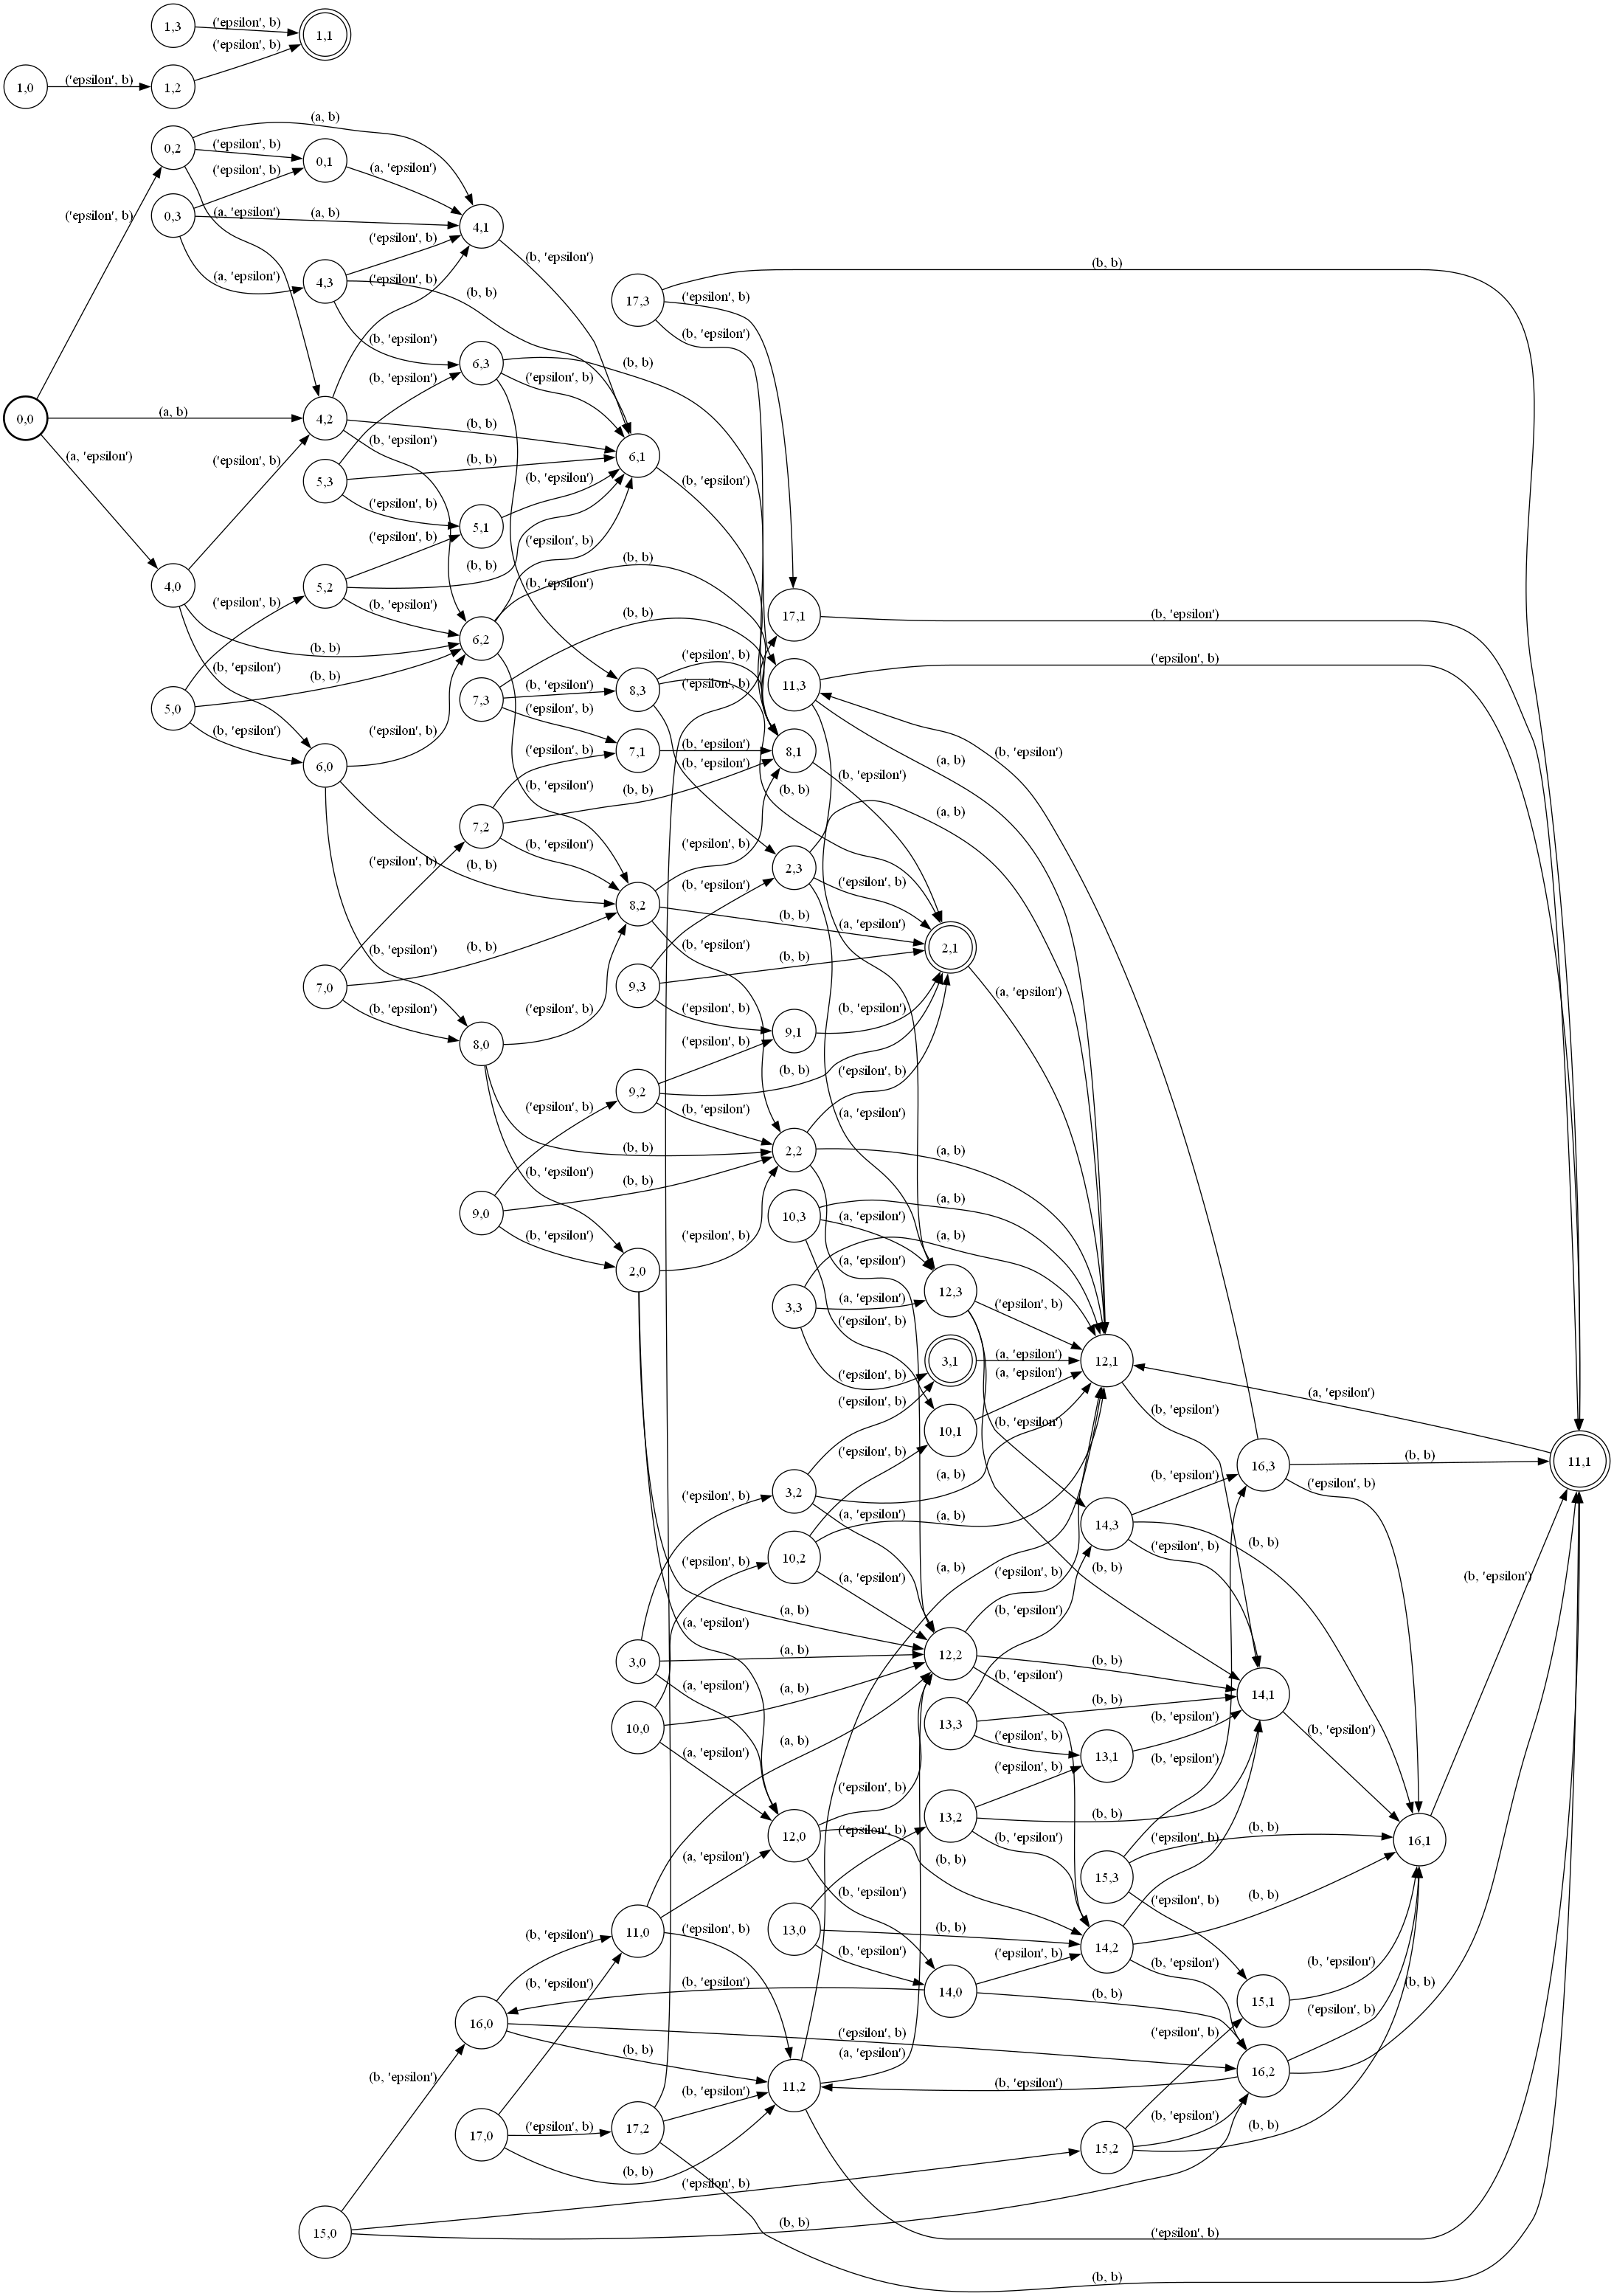 1,3
('epsilon', b)
1,1
('epsilon', b)
1,0
('epsilon', b)
1,2
(a, b)
0,2
('epsilon', b)
0,1
('epsilon', b)
(a, 'epsilon')
0,3
('epsilon', b)
(a, 'epsilon')
(a, b)
4,1
('epsilon', b)
(b, 'epsilon')
(b, b)
4,3
(a, 'epsilon')
('epsilon', b)
(b, b)
17,3
('epsilon', b)
(b, 'epsilon')
(b, 'epsilon')
6,3
(b, b)
(b, 'epsilon')
('epsilon', b)
0,0
(a, b)
4,2
(b, b)
(b, 'epsilon')
(a, 'epsilon')
('epsilon', b)
6,1
(b, b)
5,3
(b, 'epsilon')
(b, 'epsilon')
('epsilon', b)
5,1
('epsilon', b)
('epsilon', b)
4,0
5,2
(b, b)
(b, 'epsilon')
(b, b)
('epsilon', b)
(b, 'epsilon')
(b, b)
17,1
(b, 'epsilon')
6,2
(b, b)
(b, 'epsilon')
('epsilon', b)
('epsilon', b)
(b, b)
8,3
(b, 'epsilon')
('epsilon', b)
11,3
7,3
5,0
('epsilon', b)
(b, 'epsilon')
('epsilon', b)
('epsilon', b)
7,1
(b, 'epsilon')
8,1
(b, 'epsilon')
6,0
(b, 'epsilon')
(b, 'epsilon')
(a, b)
(b, 'epsilon')
(b, b)
(b, b)
(a, b)
7,2
(b, 'epsilon')
('epsilon', b)
('epsilon', b)
(b, b)
2,3
(b, 'epsilon')
('epsilon', b)
8,2
(b, b)
(a, 'epsilon')
(b, 'epsilon')
(b, b)
(b, 'epsilon')
2,1
(b, b)
7,0
9,3
(a, 'epsilon')
(b, 'epsilon')
('epsilon', b)
('epsilon', b)
(b, 'epsilon')
9,1
8,0
('epsilon', b)
(b, b)
('epsilon', b)
9,2
('epsilon', b)
(b, 'epsilon')
(a, 'epsilon')
(b, b)
2,2
(a, b)
(b, 'epsilon')
(b, b)
(a, b)
9,0
10,3
(a, 'epsilon')
(b, 'epsilon')
('epsilon', b)
(a, b)
(a, 'epsilon')
2,0
12,3
(a, 'epsilon')
('epsilon', b)
3,3
('epsilon', b)
(a, 'epsilon')
3,1
12,1
('epsilon', b)
(a, 'epsilon')
(a, 'epsilon')
('epsilon', b)
(b, 'epsilon')
(b, 'epsilon')
10,1
('epsilon', b)
(b, b)
11,1
16,3
(a, b)
(b, 'epsilon')
('epsilon', b)
3,2
('epsilon', b)
(a, 'epsilon')
(a, b)
14,3
('epsilon', b)
(b, b)
10,2
('epsilon', b)
(a, b)
(b, b)
('epsilon', b)
(b, 'epsilon')
(a, 'epsilon')
(a, b)
(b, 'epsilon')
(a, 'epsilon')
(a, b)
12,2
(b, b)
3,0
(b, 'epsilon')
(a, 'epsilon')
(a, b)
14,1
(b, b)
13,3
10,0
(b, 'epsilon')
(b, 'epsilon')
('epsilon', b)
(a, b)
(a, 'epsilon')
13,1
(b, 'epsilon')
('epsilon', b)
('epsilon', b)
13,2
(b, b)
12,0
('epsilon', b)
(b, b)
('epsilon', b)
16,1
(a, 'epsilon')
(b, b)
(b, 'epsilon')
15,3
(b, 'epsilon')
(b, b)
('epsilon', b)
11,0
('epsilon', b)
13,0
(b, b)
(b, 'epsilon')
14,2
(b, 'epsilon')
('epsilon', b)
(b, 'epsilon')
(b, 'epsilon')
(b, 'epsilon')
(b, 'epsilon')
(b, b)
14,0
(b, b)
15,1
('epsilon', b)
16,0
('epsilon', b)
('epsilon', b)
(b, b)
(a, 'epsilon')
16,2
(b, 'epsilon')
(b, 'epsilon')
(b, 'epsilon')
11,2
(b, 'epsilon')
17,0
('epsilon', b)
17,2
(b, b)
15,2
(b, b)
('epsilon', b)
15,0
(b, b)
('epsilon', b)
(b, b)